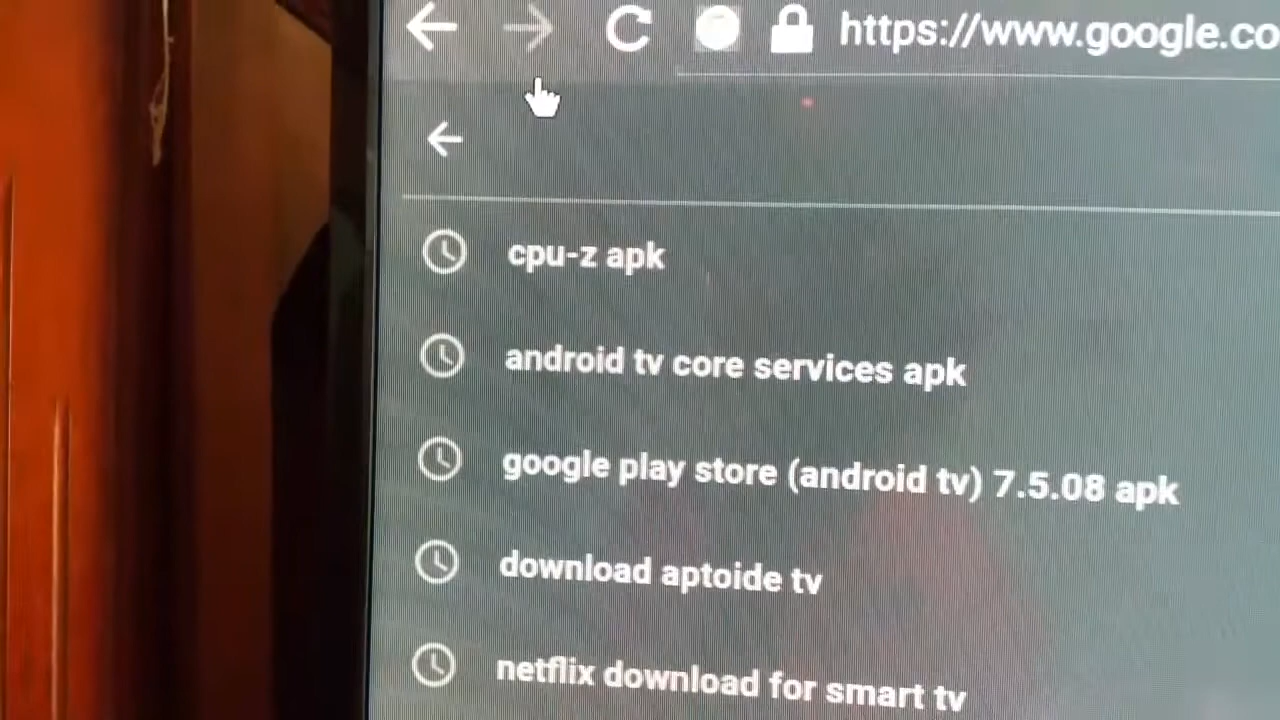 https://www.google.co
cpu-z apk
android tv core services apk
google play store (android tv) 7.5.08 apk
download aptoide tv
netflix download for smart tv